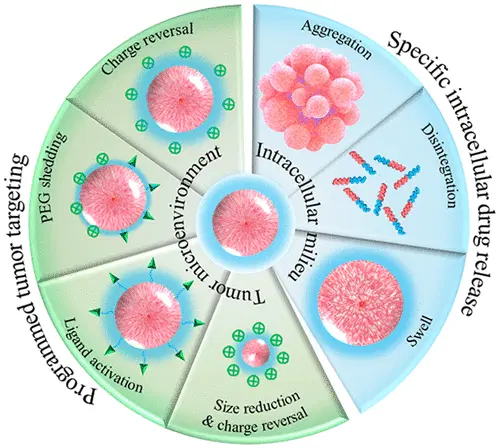 Programmed tumor targeting
Specific intracellular drug release
Charge reversal
PEG shedding
Ligand activation
Size reduction
& charge reversal
Tumor microenvironment
Aggregation
Disintegration
Swell
Intracellular milieu